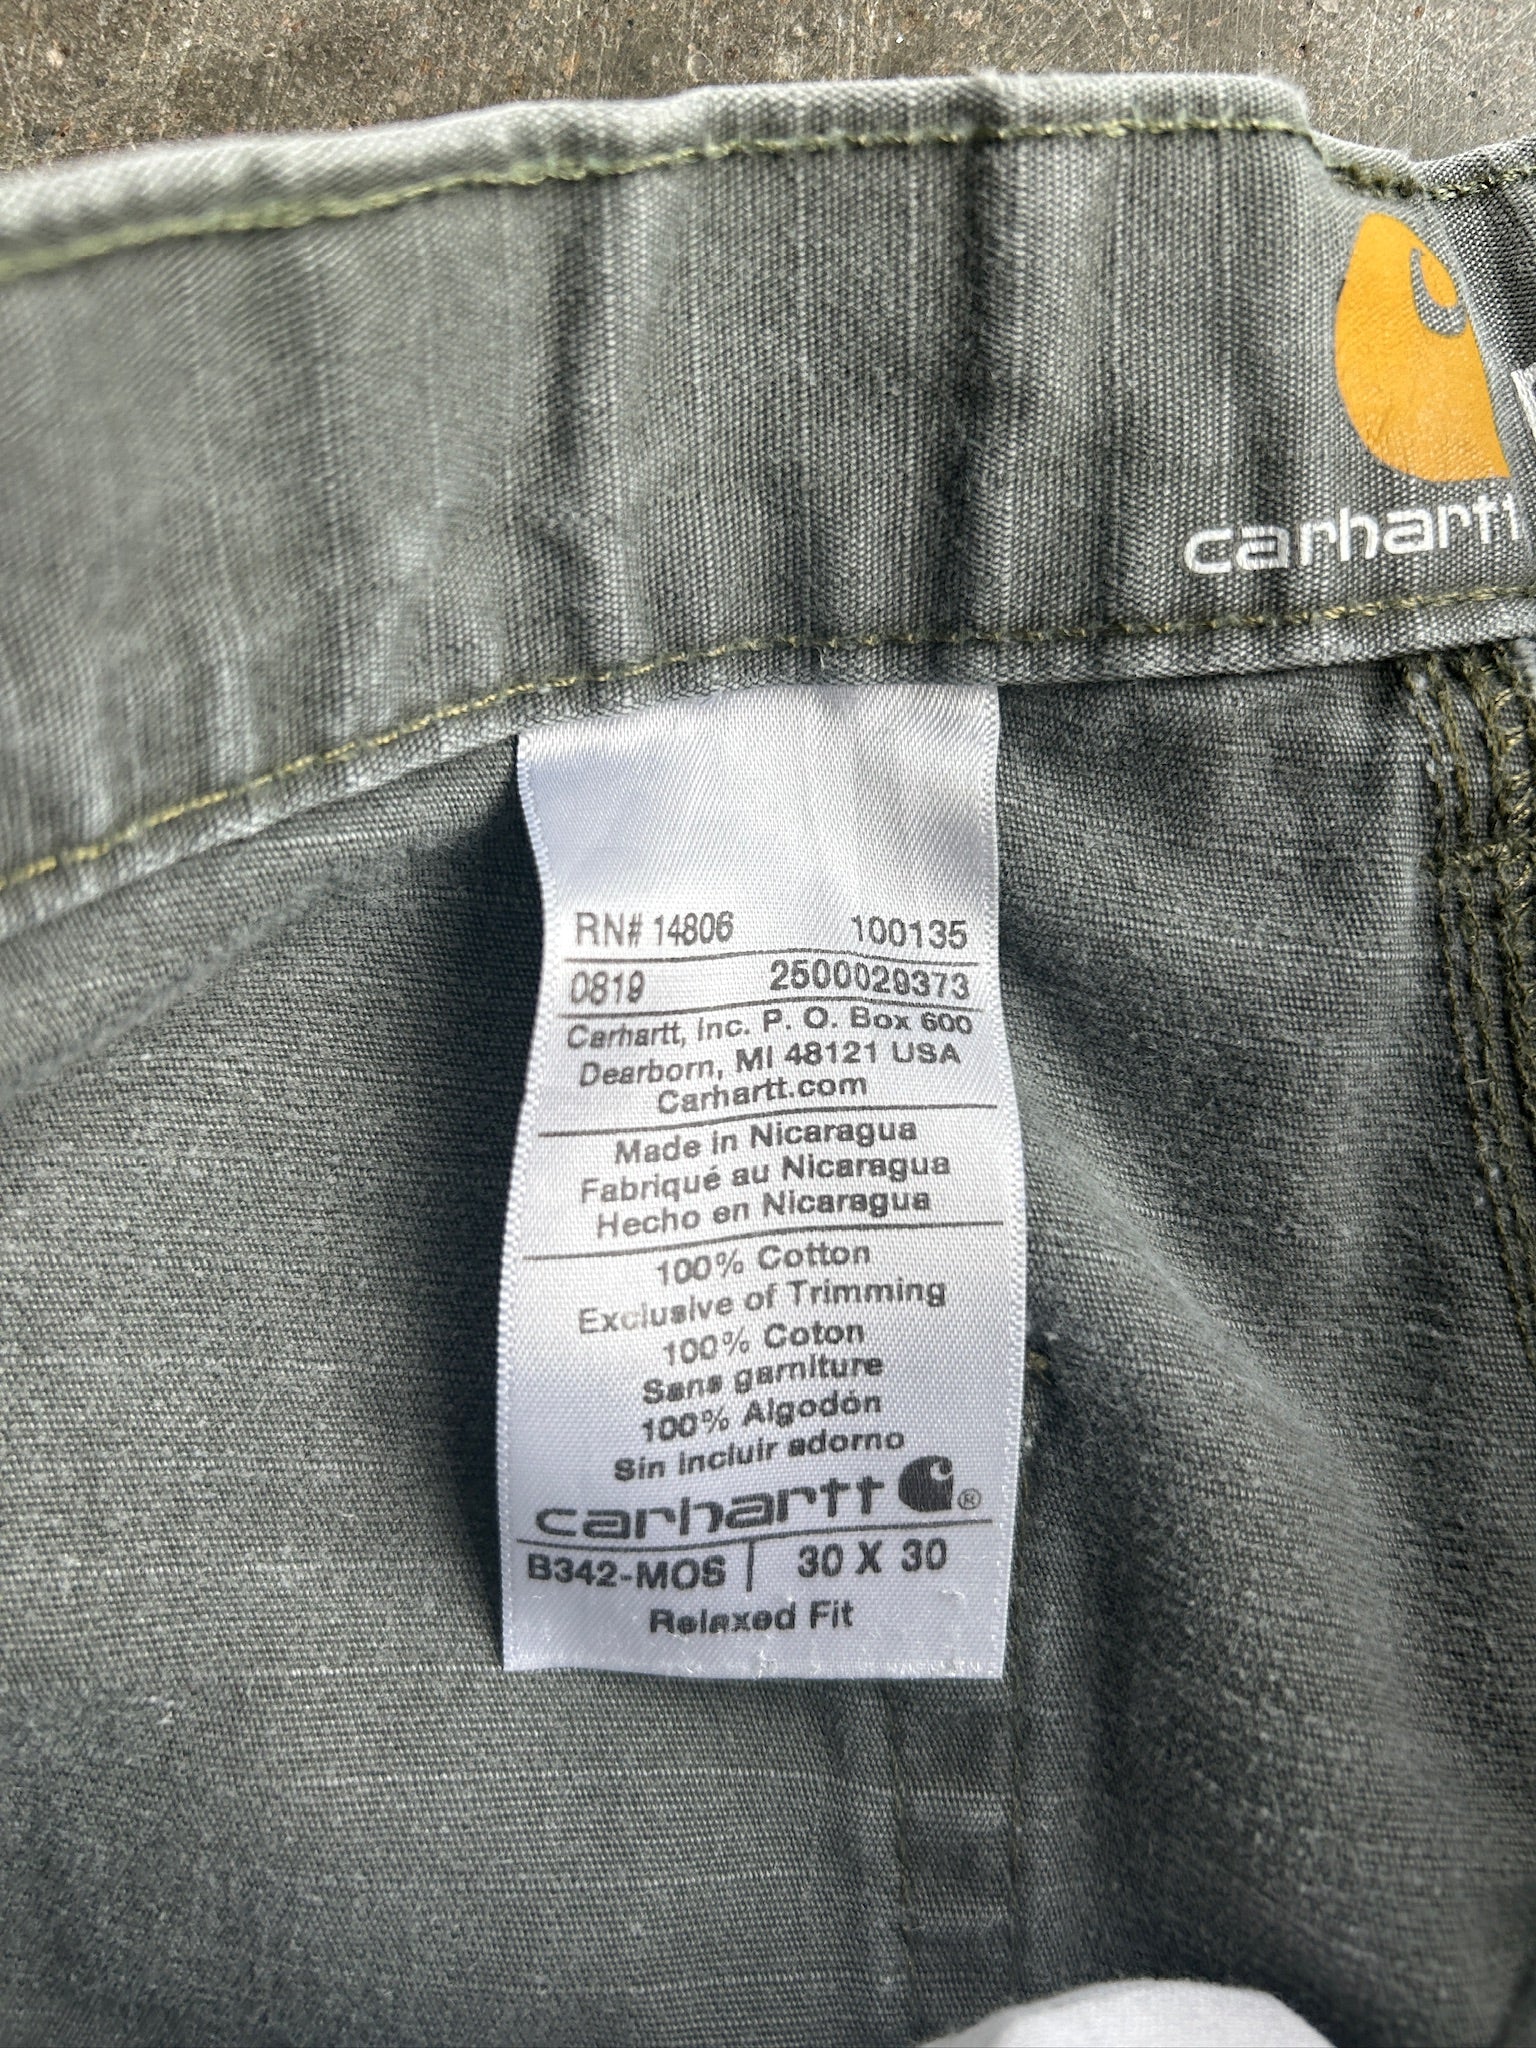 carhartt
RN# 14806 100135
0819 2500029373
Carhartt, Inc. P. O. Box 600
Dearborn, MI 48121 USA
Carhartt.com
Made in Nicaragua
Fabriqué au Nicaragua
Hecho en Nicaragua
100% Cotton
Exclusive of Trimming
100% Coton
Sans garniture
100% Algodón
Sin incluir adorno
carhartt ®
B342-MOS | 30 X 30
Relaxed Fit